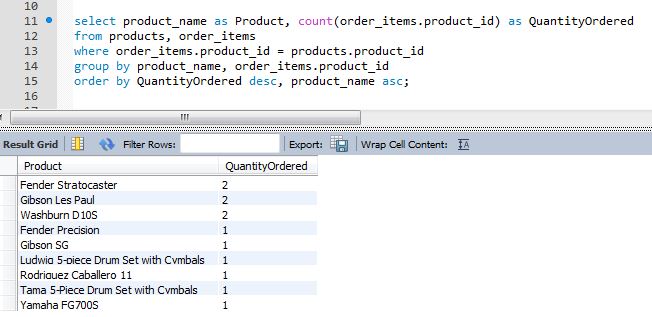 10
11 select product_name as Product, count(order_items.product_id) as QuantityOrdered
12 from products, order_items
13 where order_items.product_id = products.product_id
14 group by product_name, order_items.product_id
15 order by QuantityOrdered desc, product_name asc;
16
Result Grid Filter Rows: Export: Wrap Cell Content: IA
Product QuantityOrdered
Fender Stratocaster 2
Gibson Les Paul 2
Washburn D10S 2
Fender Precision 1
Gibson SG 1
Ludwig 5-piece Drum Set with Cymbals 1
Rodriguez Caballero 11 1
Tama 5-Piece Drum Set with Cymbals 1
Yamaha FG700S 1